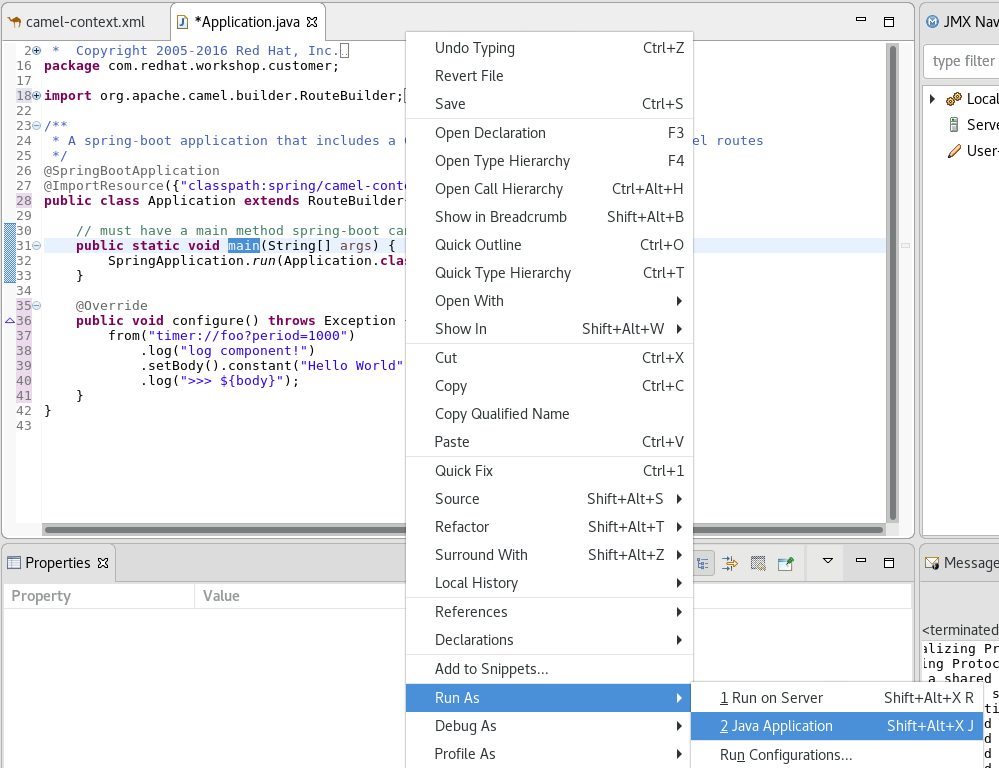 camel-context.xml
*Application.java
JMX Nav
2 * Copyright 2005-2016 Red Hat, Inc.
16 package com.redhat.workshop.customer;
17
18 import org.apache.camel.builder.RouteBuilder;
22
23 /**
24 * A spring-boot application that includes a el routes
25 */
26 @SpringBootApplication
27 @ImportResource({"classpath:spring/camel-cont
28 public class Application extends RouteBuilder
29
30 // must have a main method spring-boot can
31 public static void main(String[] args) {
32 SpringApplication.run(Application.clas
33 }
34
35 @Override
36 public void configure() throws Exception
37 from("timer://foo?period=1000")
38 .log("log component!")
39 .setBody().constant("Hello World"
40 .log(">>> ${body}");
41 }
42 }
43
Undo Typing Ctrl+Z
Revert File
Save Ctrl+S
Open Declaration F3
Open Type Hierarchy F4
Open Call Hierarchy Ctrl+Alt+H
Show in Breadcrumb Shift+Alt+B
Quick Outline Ctrl+O
Quick Type Hierarchy Ctrl+T
Open With
Show In Shift+Alt+W
Cut Ctrl+X
Copy Ctrl+C
Copy Qualified Name
Paste Ctrl+V
Quick Fix Ctrl+1
Source Shift+Alt+S
Refactor Shift+Alt+T
Surround With Shift+Alt+Z
Local History
References
Declarations
Add to Snippets...
Run As
Debug As
Profile As
1 Run on Server Shift+Alt+X R
2 Java Application Shift+Alt+X J
Run Configurations...
type filter
Local
Serve
User-
Properties
Property Value
Message
<terminated
alizing Pr
ing Protoc
a shared
s
ti
d
d
d